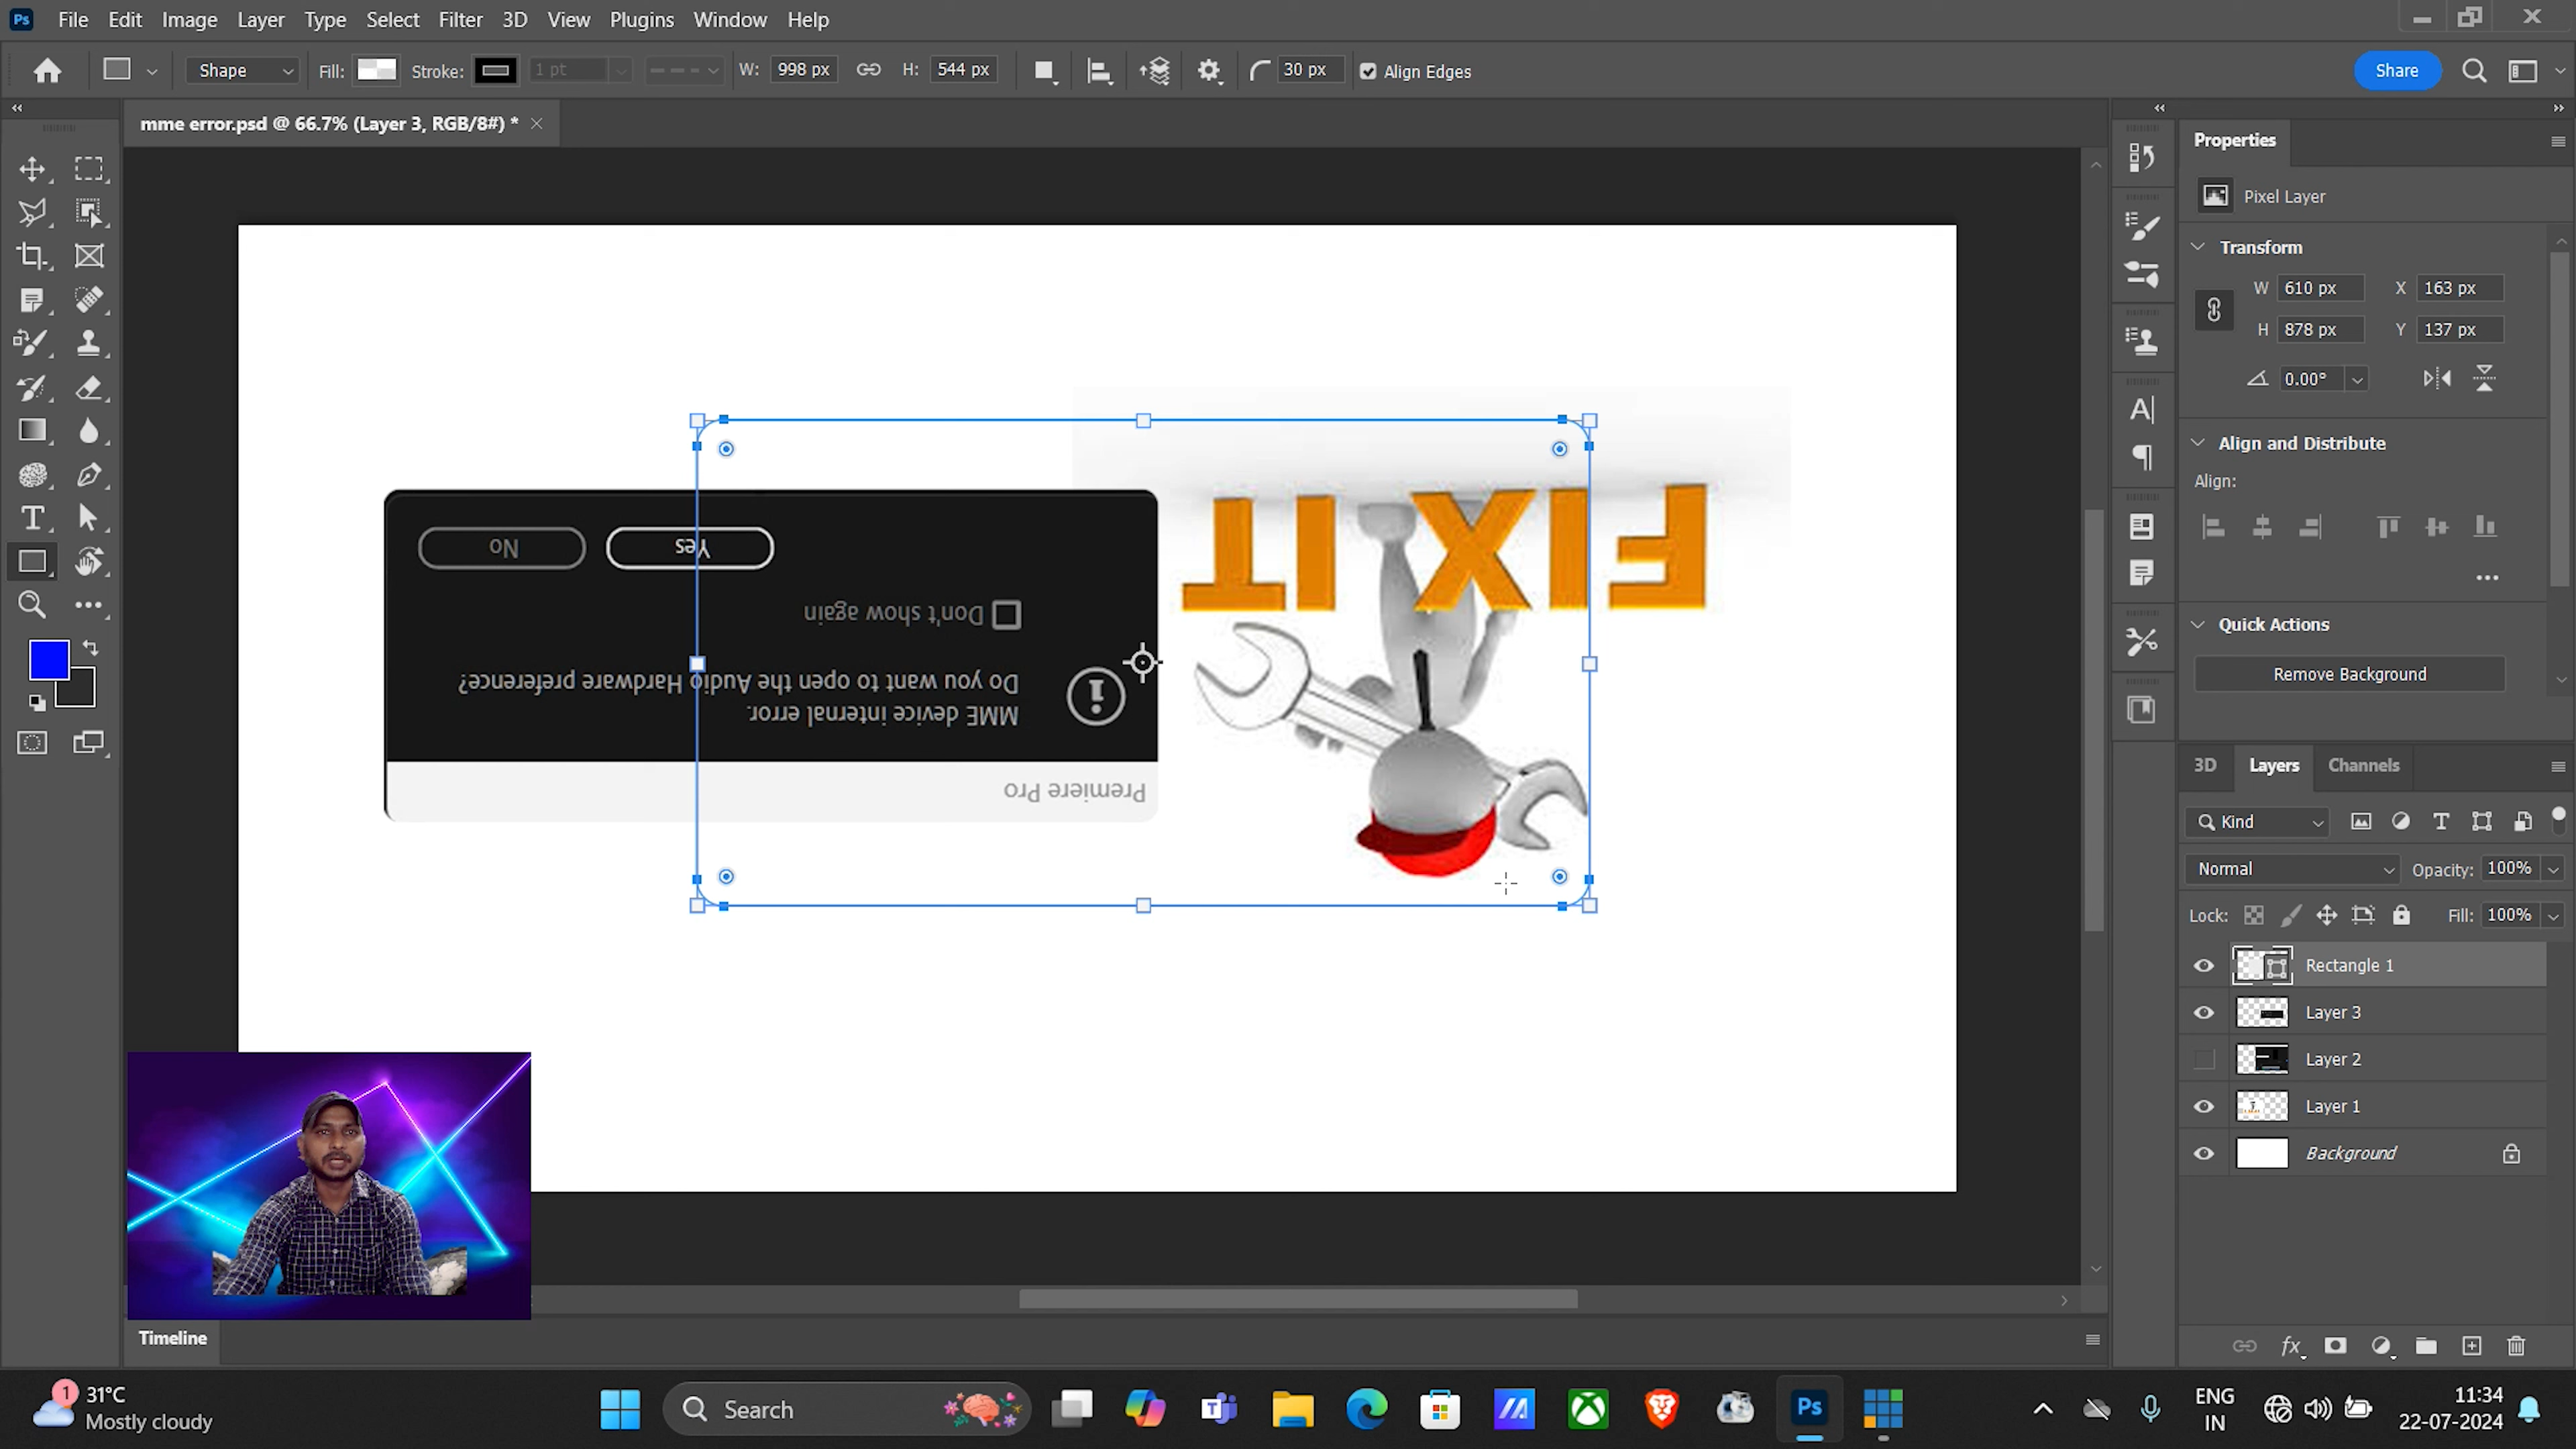 Ps File Edit Image Layer Type Select Filter 3D View Plugins Window Help
Shape Fill: Stroke: 1 pt W: 998 px H: 544 px 30 px Align Edges Share
mme error.psd @ 66.7% (Layer 3, RGB/8#) *
Properties
Pixel Layer
Transform
W 610 px X 163 px
H 878 px Y 137 px
0.00°
Align and Distribute
Align:
Quick Actions
Remove Background
No Yes
Don't show again
Do you want to open the Audio Hardware preference?
MME device internal error.
Premiere Pro
FIX IT
3D Layers Channels
Kind
Normal Opacity: 100%
Lock: Fill: 100%
Rectangle 1
Layer 3
Layer 2
Layer 1
Background
Timeline
1 31°C
Mostly cloudy
Search
Ps
ENG
IN
11:34
22-07-2024